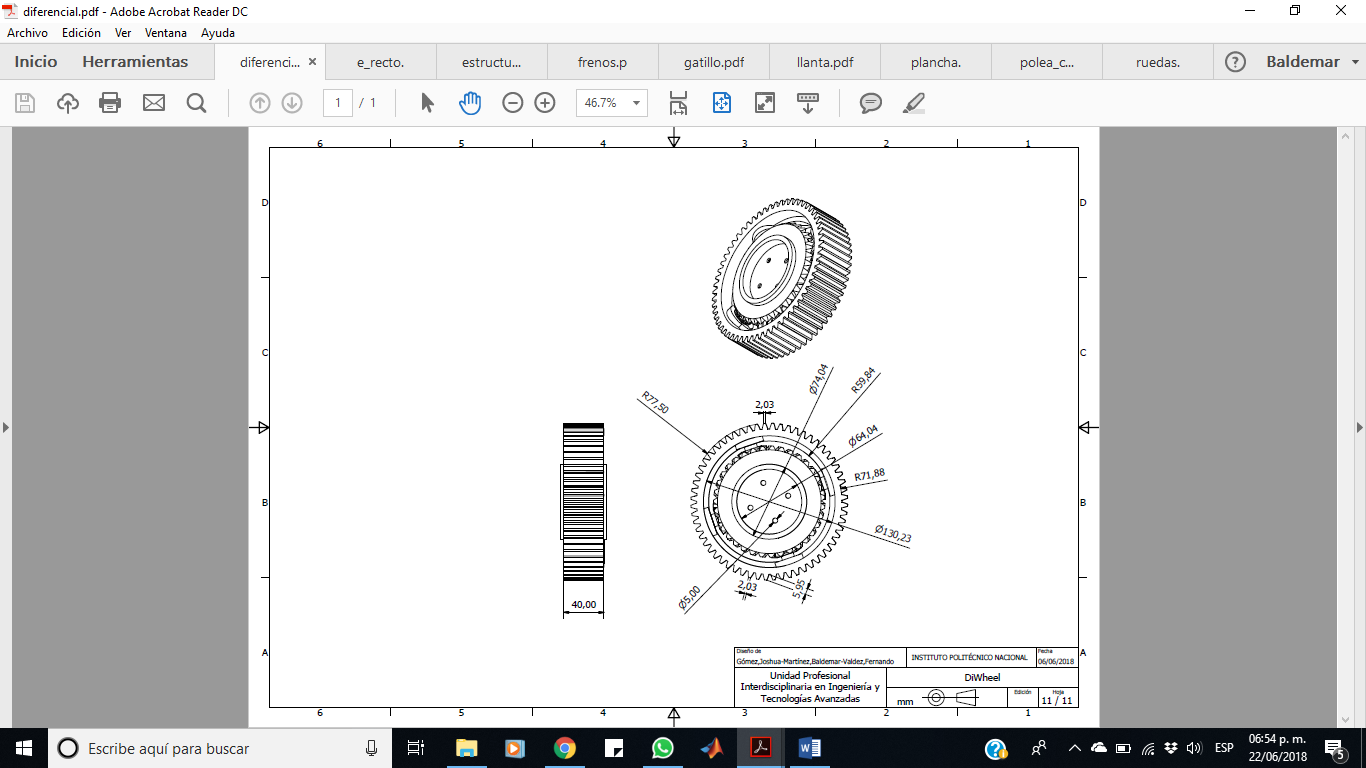 diferencial.pdf - Adobe Acrobat Reader DC
Archivo Edición Ver Ventana Ayuda
Inicio Herramientas diferenci... × e_recto. estructu... frenos.p gatillo.pdf llanta.pdf plancha. polea_c... ruedas. ? Baldemar
1 / 1 46.7%
6 5 4 3 2 1
D D
C C
Ø74,04
R59,84
R77,50
2,03
Ø64,04
R71,88
B B
Ø130,23
Ø5,00
2,03
5,95
40,00
A A
Diseño de
Gómez,Joshua-Martínez,Baldemar-Valdez,Fernando
INSTITUTO POLITÉCNICO NACIONAL
Fecha
06/06/2018
Unidad Profesional
Interdisciplinaria en Ingeniería y
Tecnologías Avanzadas
DiWheel
mm
Edición
Hoja
11 / 11
6 5 4 3 2 1
Escribe aquí para buscar
ESP
06:54 p. m.
22/06/2018
5